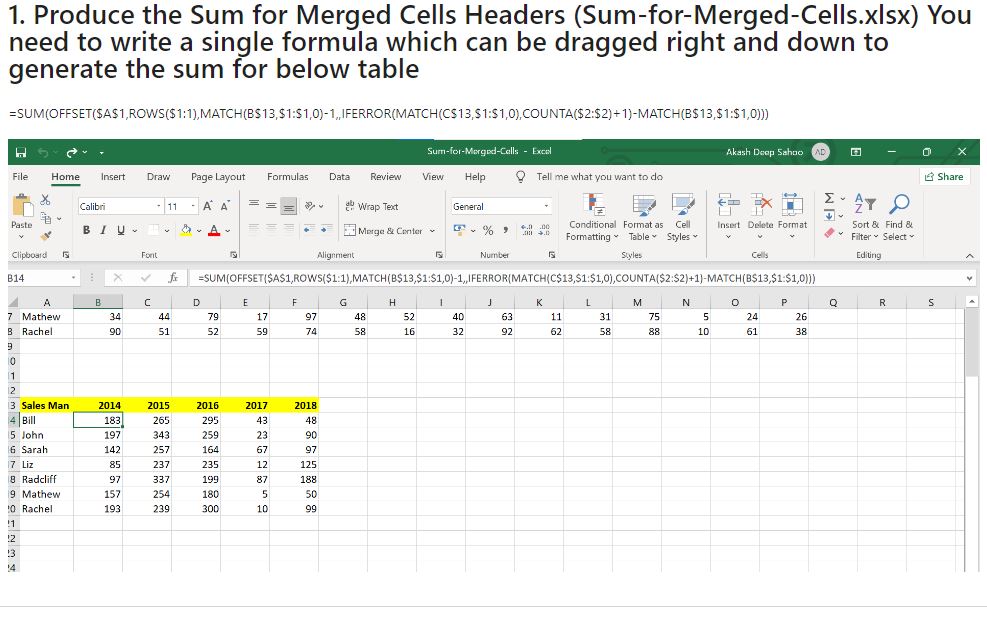 1. Produce the Sum for Merged Cells Headers (Sum-for-Merged-Cells.xlsx) You
need to write a single formula which can be dragged right and down to
generate the sum for below table
=SUM(OFFSET($A$1,ROWS($1:1),MATCH(B$13,$1:$1,0)-1,,IFERROR(MATCH(C$13,$1:$1,0),COUNTA($2:$2)+1)-MATCH(B$13,$1:$1,0)))
Sum-for-Merged-Cells - Excel Akash Deep Sahoo AD
File Home Insert Draw Page Layout Formulas Data Review View Help Tell me what you want to do Share
Calibri 11 A A Wrap Text General
Paste B I U A Merge & Center % Conditional Formatting Format as Table Cell Styles Insert Delete Format Sort & Filter Find & Select
Clipboard Font Alignment Number Styles Cells Editing
B14 fx =SUM(OFFSET($A$1,ROWS($1:1),MATCH(B$13,$1:$1,0)-1,,IFERROR(MATCH(C$13,$1:$1,0),COUNTA($2:$2)+1)-MATCH(B$13,$1:$1,0)))
A B C D E F G H I J K L M N O P Q R S
7 Mathew 34 44 79 17 97 48 52 40 63 11 31 75 5 24 26
8 Rachel 90 51 52 59 74 58 16 32 92 62 58 88 10 61 38
9
0
1
2
3 Sales Man 2014 2015 2016 2017 2018
4 Bill 183 265 295 43 48
5 John 197 343 259 23 90
6 Sarah 142 257 164 67 97
7 Liz 85 237 235 12 125
8 Radcliff 97 337 199 87 188
9 Mathew 157 254 180 5 50
0 Rachel 193 239 300 10 99
1
2
3
4